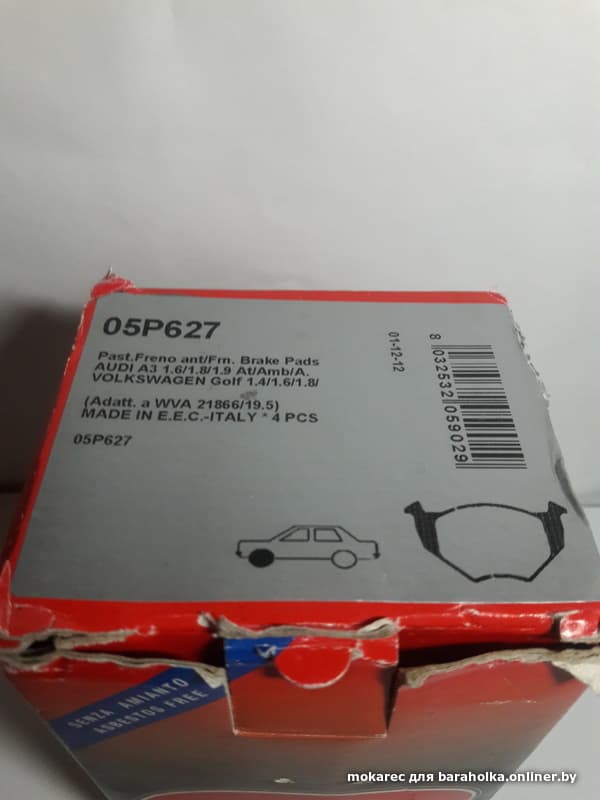 05P627
Past.Freno ant/Frn. Brake Pads
AUDI A3 1.6/1.8/1.9 At/Amb/A.
VOLKSWAGEN Golf 1.4/1.6/1.8/
(Adatt. a WVA 21866/19.5)
MADE IN E.E.C.-ITALY * 4 PCS
05P627
01-12-12
8 032532 059029
SENZA AMIANTO
ASBESTOS FREE
mokarec для baraholka.onliner.by